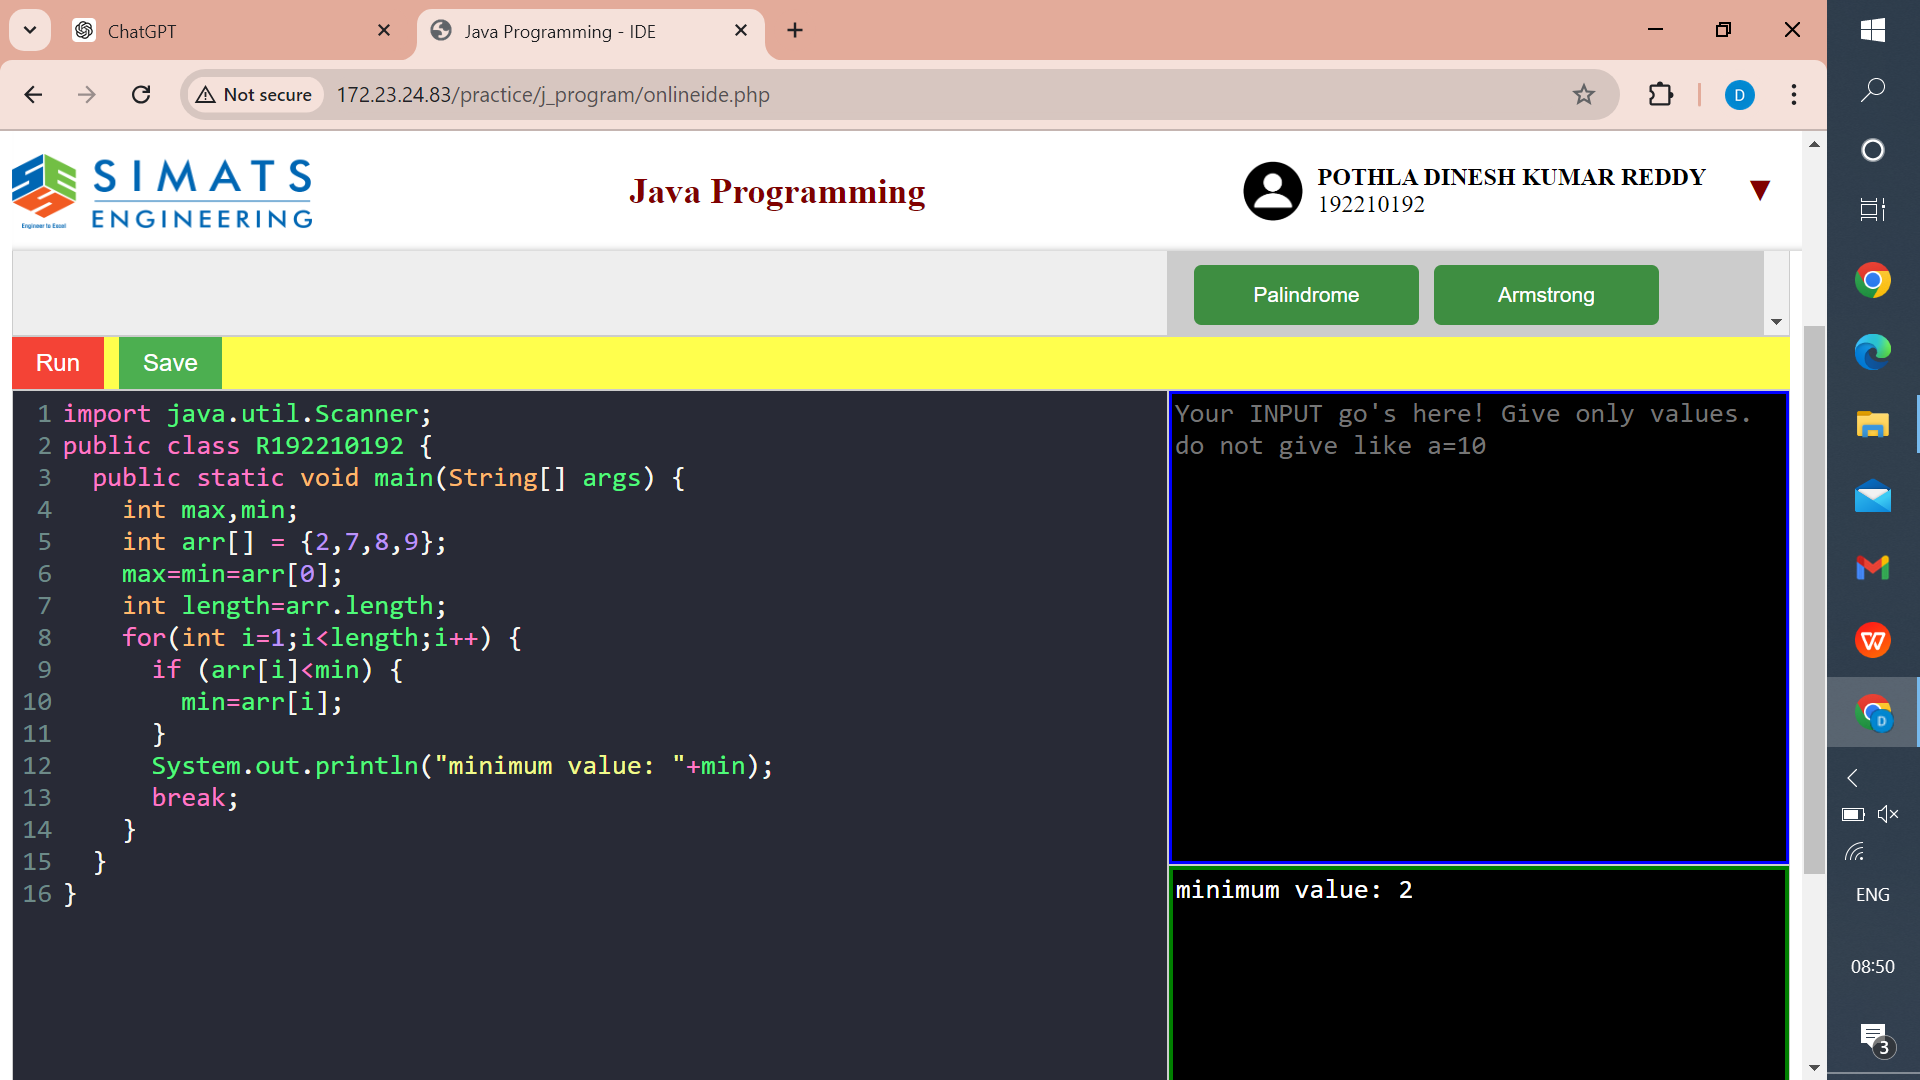 ChatGPT
Java Programming - IDE
Not secure
172.23.24.83/practice/j_program/onlineide.php
D
SIMATS
ENGINEERING
Engineer to Excel
Java Programming
POTHLA DINESH KUMAR REDDY
192210192
Palindrome
Armstrong
Run
Save
1 import java.util.Scanner;
2 public class R192210192 {
3 public static void main(String[] args) {
4 int max,min;
5 int arr[] = {2,7,8,9};
6 max=min=arr[0];
7 int length=arr.length;
8 for(int i=1;i<length;i++) {
9 if (arr[i]<min) {
10 min=arr[i];
11 }
12 System.out.println("minimum value: "+min);
13 break;
14 }
15 }
16 }
Your INPUT go's here! Give only values.
do not give like a=10
minimum value: 2
W
D
ENG
08:50
3